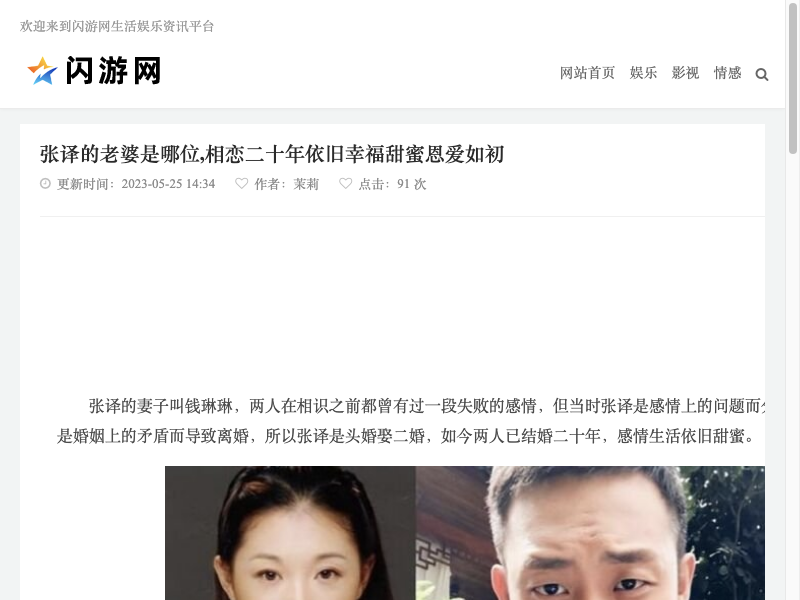 欢迎来到闪游网生活娱乐资讯平台
闪游网
网站首页 娱乐 影视 情感
张译的老婆是哪位,相恋二十年依旧幸福甜蜜恩爱如初
更新时间：2023-05-25 14:34 作者：茉莉 点击：91 次
张译的妻子叫钱琳琳，两人在相识之前都曾有过一段失败的感情，但当时张译是感情上的问题而
是婚姻上的矛盾而导致离婚，所以张译是头婚娶二婚，如今两人已结婚二十年，感情生活依旧甜蜜。